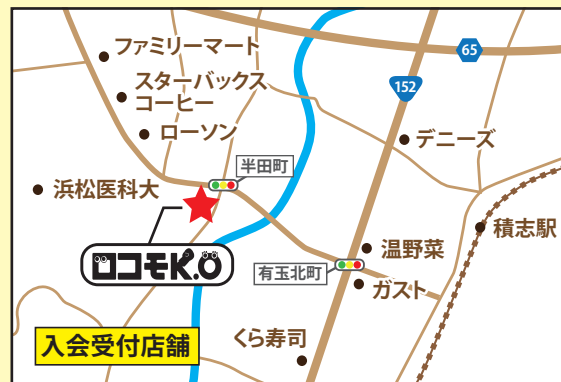 ファミリーマート
65
スターバックス
コーヒー
152
ローソン
デニーズ
半田町
浜松医科大
積志駅
温野菜
ロコモK.O
有玉北町
ガスト
くら寿司
入会受付店舗